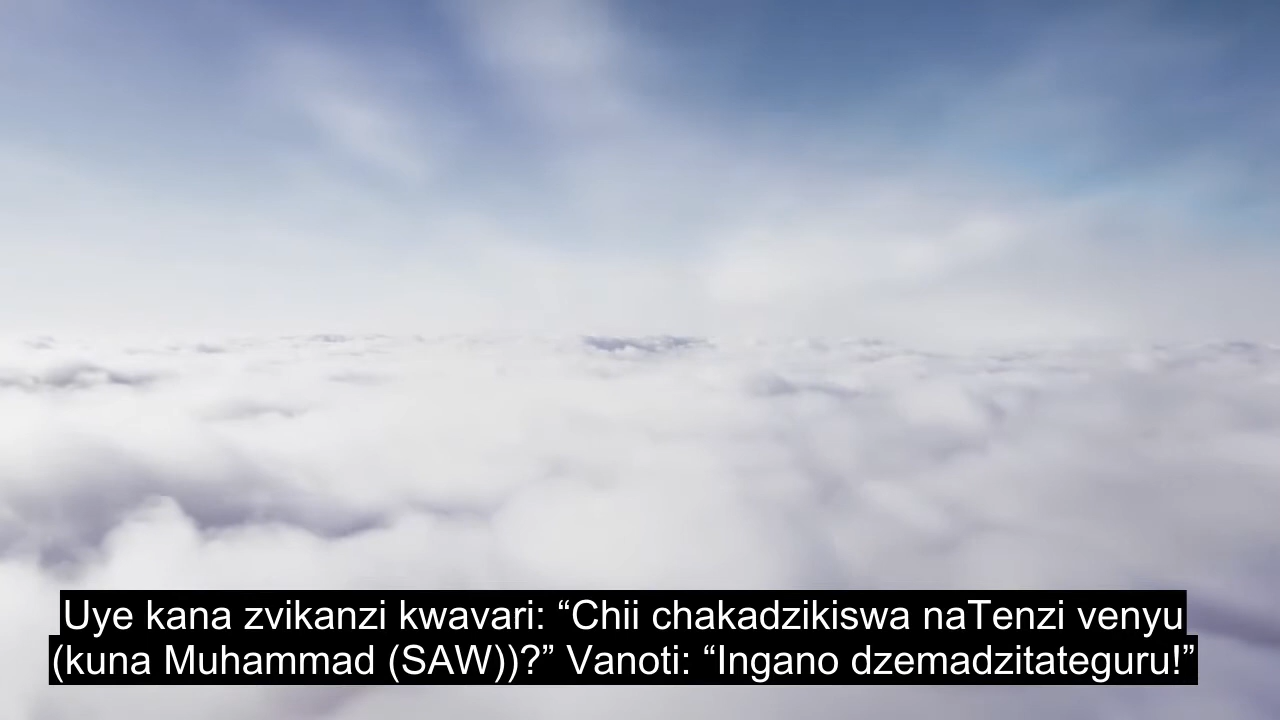 Uye kana zvikanzi kwavari: “Chii chakadzikiswa naTenzi venyu
(kuna Muhammad (SAW))?” Vanoti: “Ingano dzemadzitateguru!”